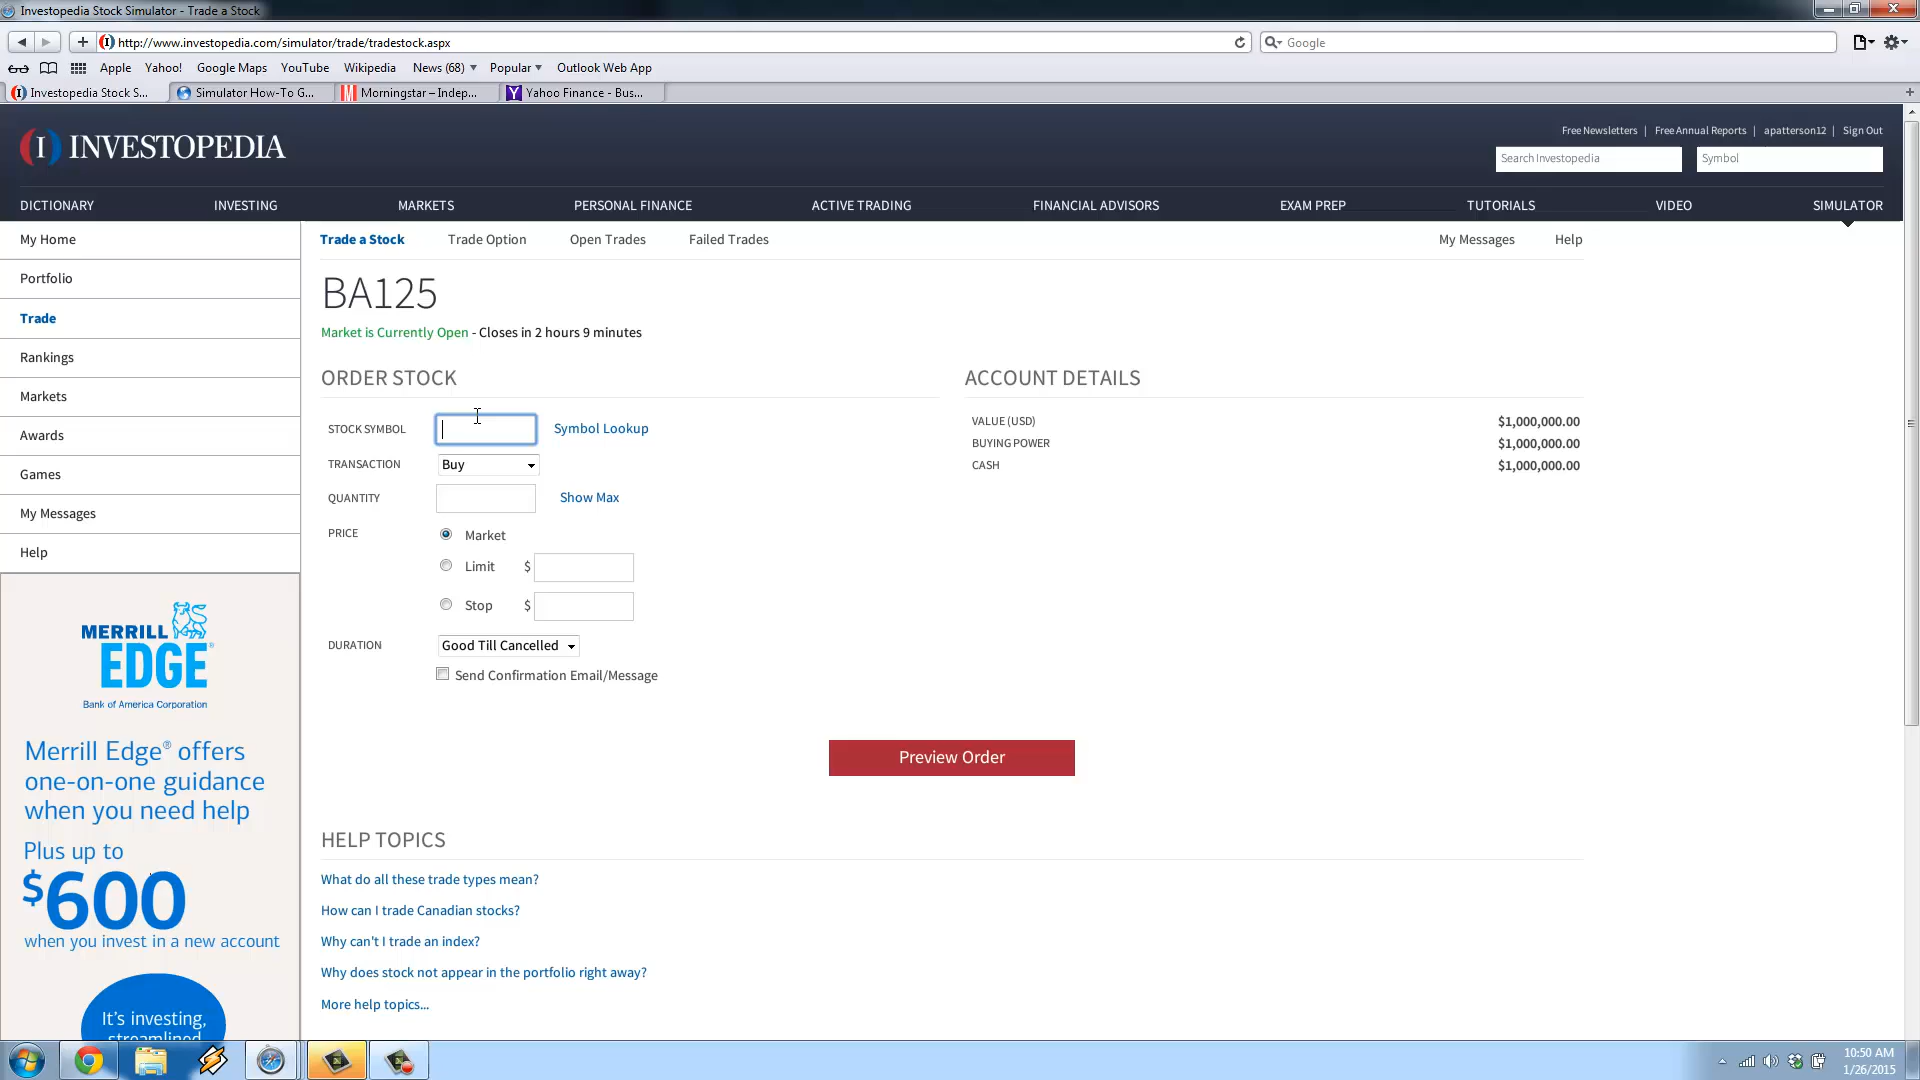 Investopedia Stock Simulator - Trade a Stock
http://www.investopedia.com/simulator/trade/tradestock.aspx
Google
Apple Yahoo! Google Maps YouTube Wikipedia News (68) Popular Outlook Web App
Investopedia Stock S... Simulator How-To G... Morningstar – Indep... Yahoo Finance - Bus...
INVESTOPEDIA
Free Newsletters | Free Annual Reports | apatterson12 | Sign Out
Search Investopedia Symbol
DICTIONARY INVESTING MARKETS PERSONAL FINANCE ACTIVE TRADING FINANCIAL ADVISORS EXAM PREP TUTORIALS VIDEO SIMULATOR
My Home
Portfolio
Trade
Rankings
Markets
Awards
Games
My Messages
Help
Trade a Stock Trade Option Open Trades Failed Trades My Messages Help
BA125
Market is Currently Open - Closes in 2 hours 9 minutes
ORDER STOCK
STOCK SYMBOL Symbol Lookup
TRANSACTION Buy
QUANTITY Show Max
PRICE Market
Limit $
Stop $
DURATION Good Till Cancelled
Send Confirmation Email/Message
ACCOUNT DETAILS
VALUE (USD) $1,000,000.00
BUYING POWER $1,000,000.00
CASH $1,000,000.00
Preview Order
HELP TOPICS
What do all these trade types mean?
How can I trade Canadian stocks?
Why can't I trade an index?
Why does stock not appear in the portfolio right away?
More help topics...
MERRILL
EDGE®
Bank of America Corporation
Merrill Edge® offers
one-on-one guidance
when you need help
Plus up to
$600
when you invest in a new account
It's investing,
streamlined
10:50 AM
1/26/2015